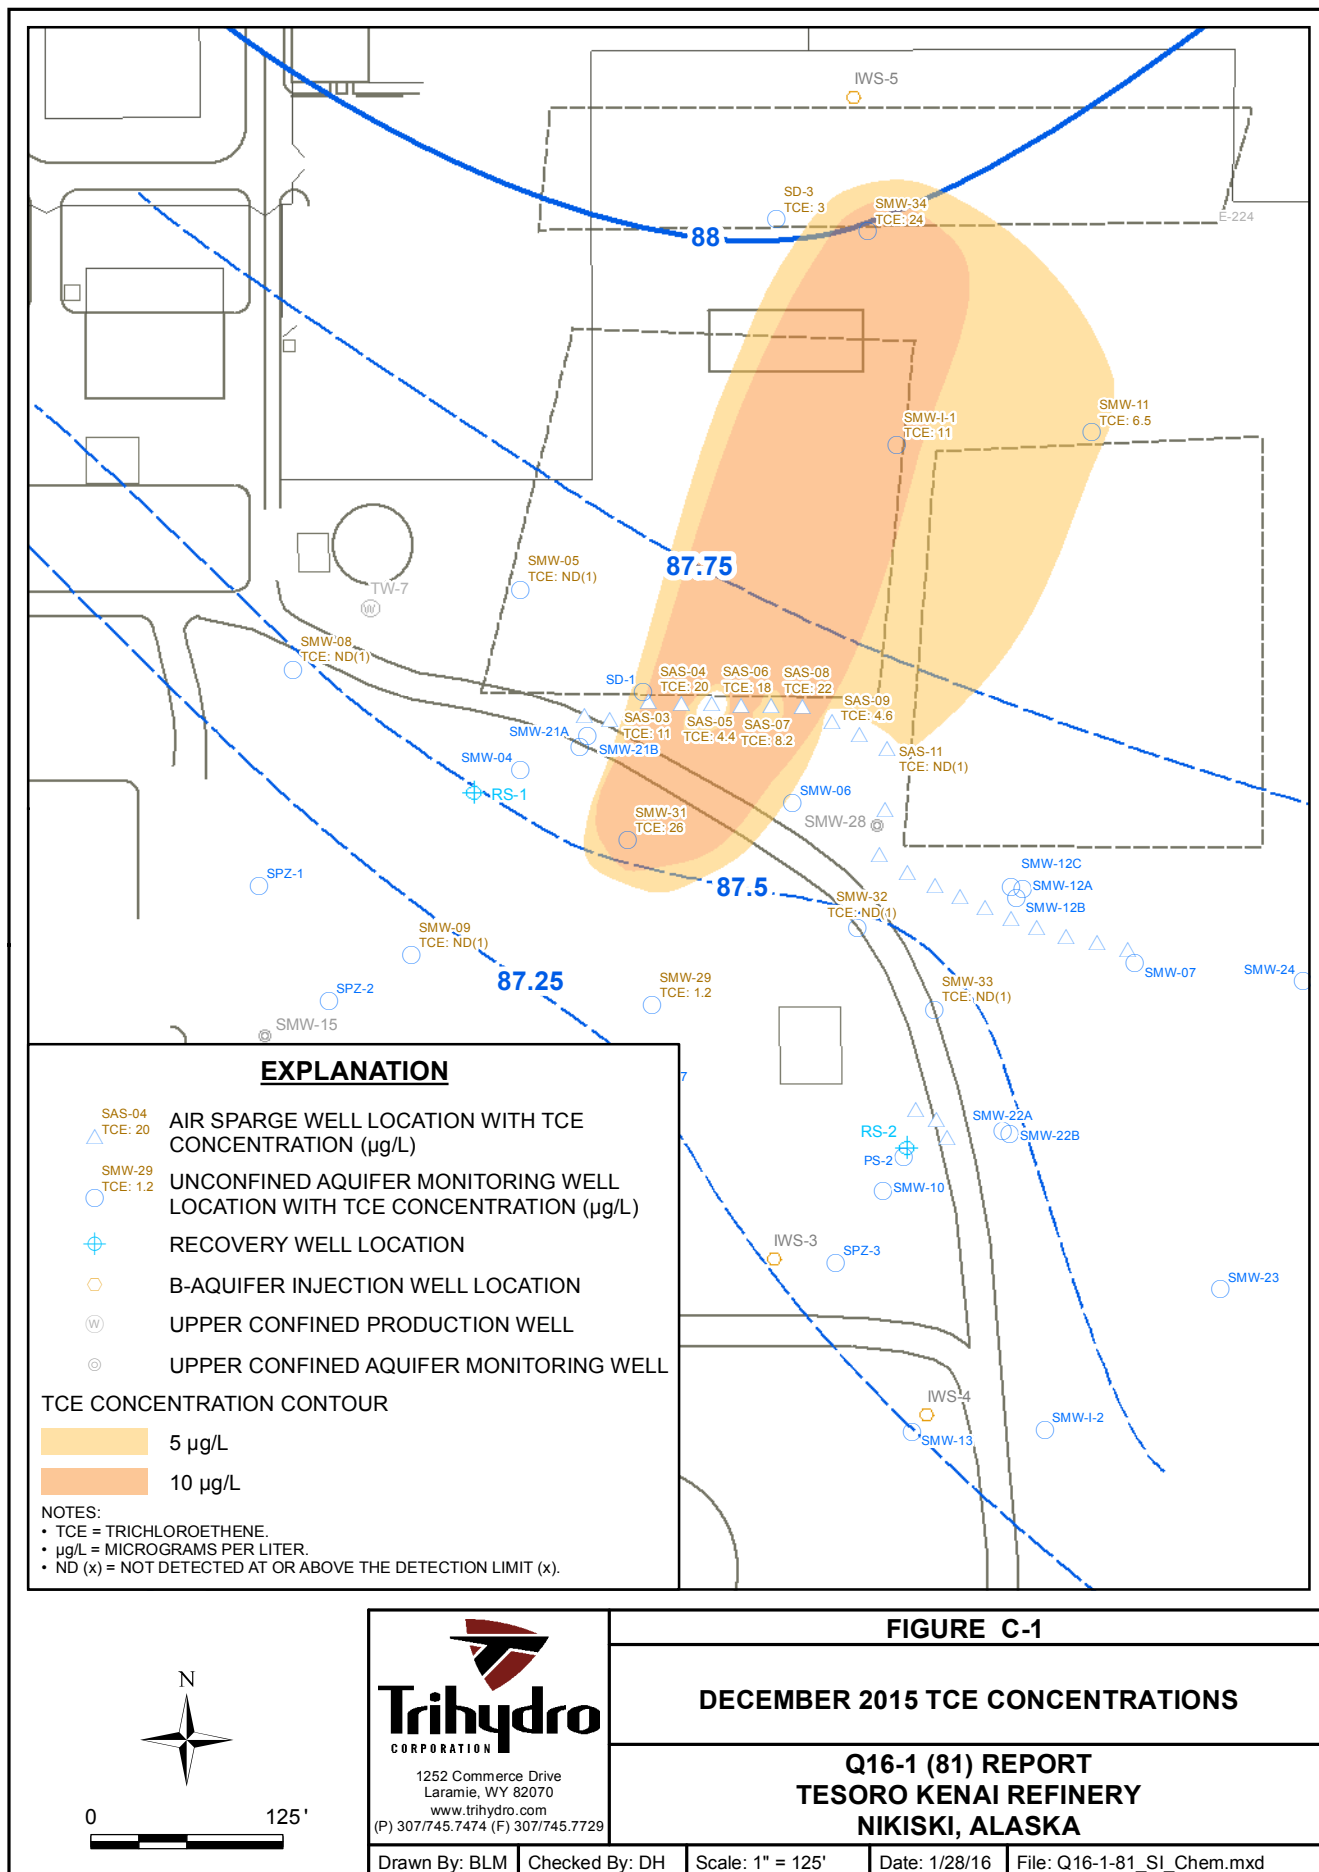 IWS-5
SD-3
TCE: 3
SMW-34
TCE: 24
E-224
88
SMW-11
TCE: 6.5
SMW-I-1
TCE: 11
87.75
SMW-05
TCE: ND(1)
TW-7
W
SMW-08
TCE: ND(1)
SD-1
SAS-04
TCE: 20
SAS-06
TCE: 18
SAS-08
TCE: 22
SAS-09
TCE: 4.6
SAS-03
TCE: 11
SAS-05
TCE: 4.4
SAS-07
TCE: 8.2
SMW-21A
SMW-21B
SAS-11
TCE: ND(1)
SMW-04
RS-1
SMW-06
SMW-28
SMW-31
TCE: 26
SPZ-1
87.5
SMW-12C
SMW-12A
SMW-12B
SMW-32
TCE: ND(1)
SMW-09
TCE: ND(1)
87.25
SMW-29
TCE: 1.2
SMW-07
SMW-24
SPZ-2
SMW-33
TCE: ND(1)
SMW-15
7
SMW-22A
SMW-22B
RS-2
PS-2
SMW-10
IWS-3
SPZ-3
SMW-23
IWS-4
SMW-13
SMW-I-2
EXPLANATION
SAS-04
TCE: 20
AIR SPARGE WELL LOCATION WITH TCE
CONCENTRATION (µg/L)
SMW-29
TCE: 1.2
UNCONFINED AQUIFER MONITORING WELL
LOCATION WITH TCE CONCENTRATION (µg/L)
RECOVERY WELL LOCATION
B-AQUIFER INJECTION WELL LOCATION
W
UPPER CONFINED PRODUCTION WELL
UPPER CONFINED AQUIFER MONITORING WELL
TCE CONCENTRATION CONTOUR
5 µg/L
10 µg/L
NOTES:
• TCE = TRICHLOROETHENE.
• µg/L = MICROGRAMS PER LITER.
• ND (x) = NOT DETECTED AT OR ABOVE THE DETECTION LIMIT (x).
N
0 125'
Trihydro
CORPORATION
1252 Commerce Drive
Laramie, WY 82070
www.trihydro.com
(P) 307/745.7474 (F) 307/745.7729
FIGURE C-1
DECEMBER 2015 TCE CONCENTRATIONS
Q16-1 (81) REPORT
TESORO KENAI REFINERY
NIKISKI, ALASKA
Drawn By: BLM Checked By: DH Scale: 1" = 125' Date: 1/28/16 File: Q16-1-81_SI_Chem.mxd